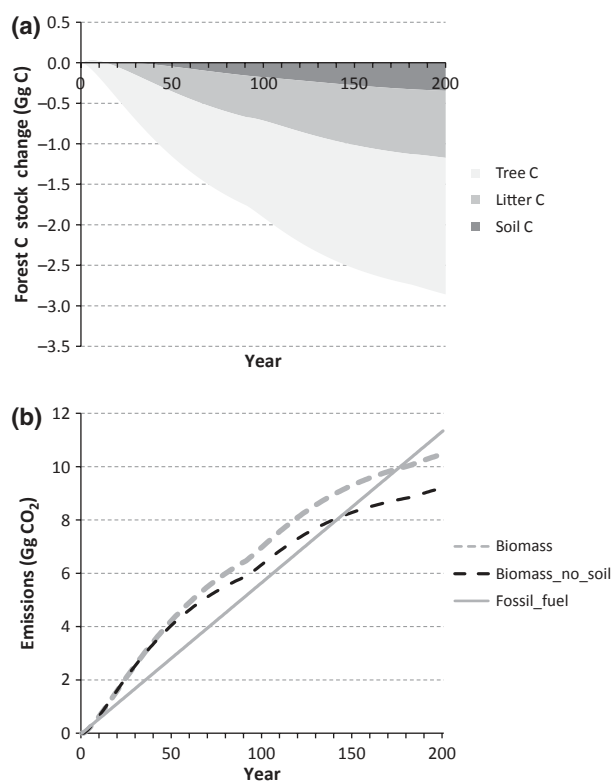 (a)
0.5
0.0
0 50 100 150 200
−0.5
−1.0
−1.5
−2.0
−2.5
−3.0
−3.5
Forest C stock change (Gg C)
Year
Tree C
Litter C
Soil C
(b)
12
10
8
6
4
2
0
Emissions (Gg CO₂)
0 50 100 150 200
Year
Biomass
Biomass_no_soil
Fossil_fuel